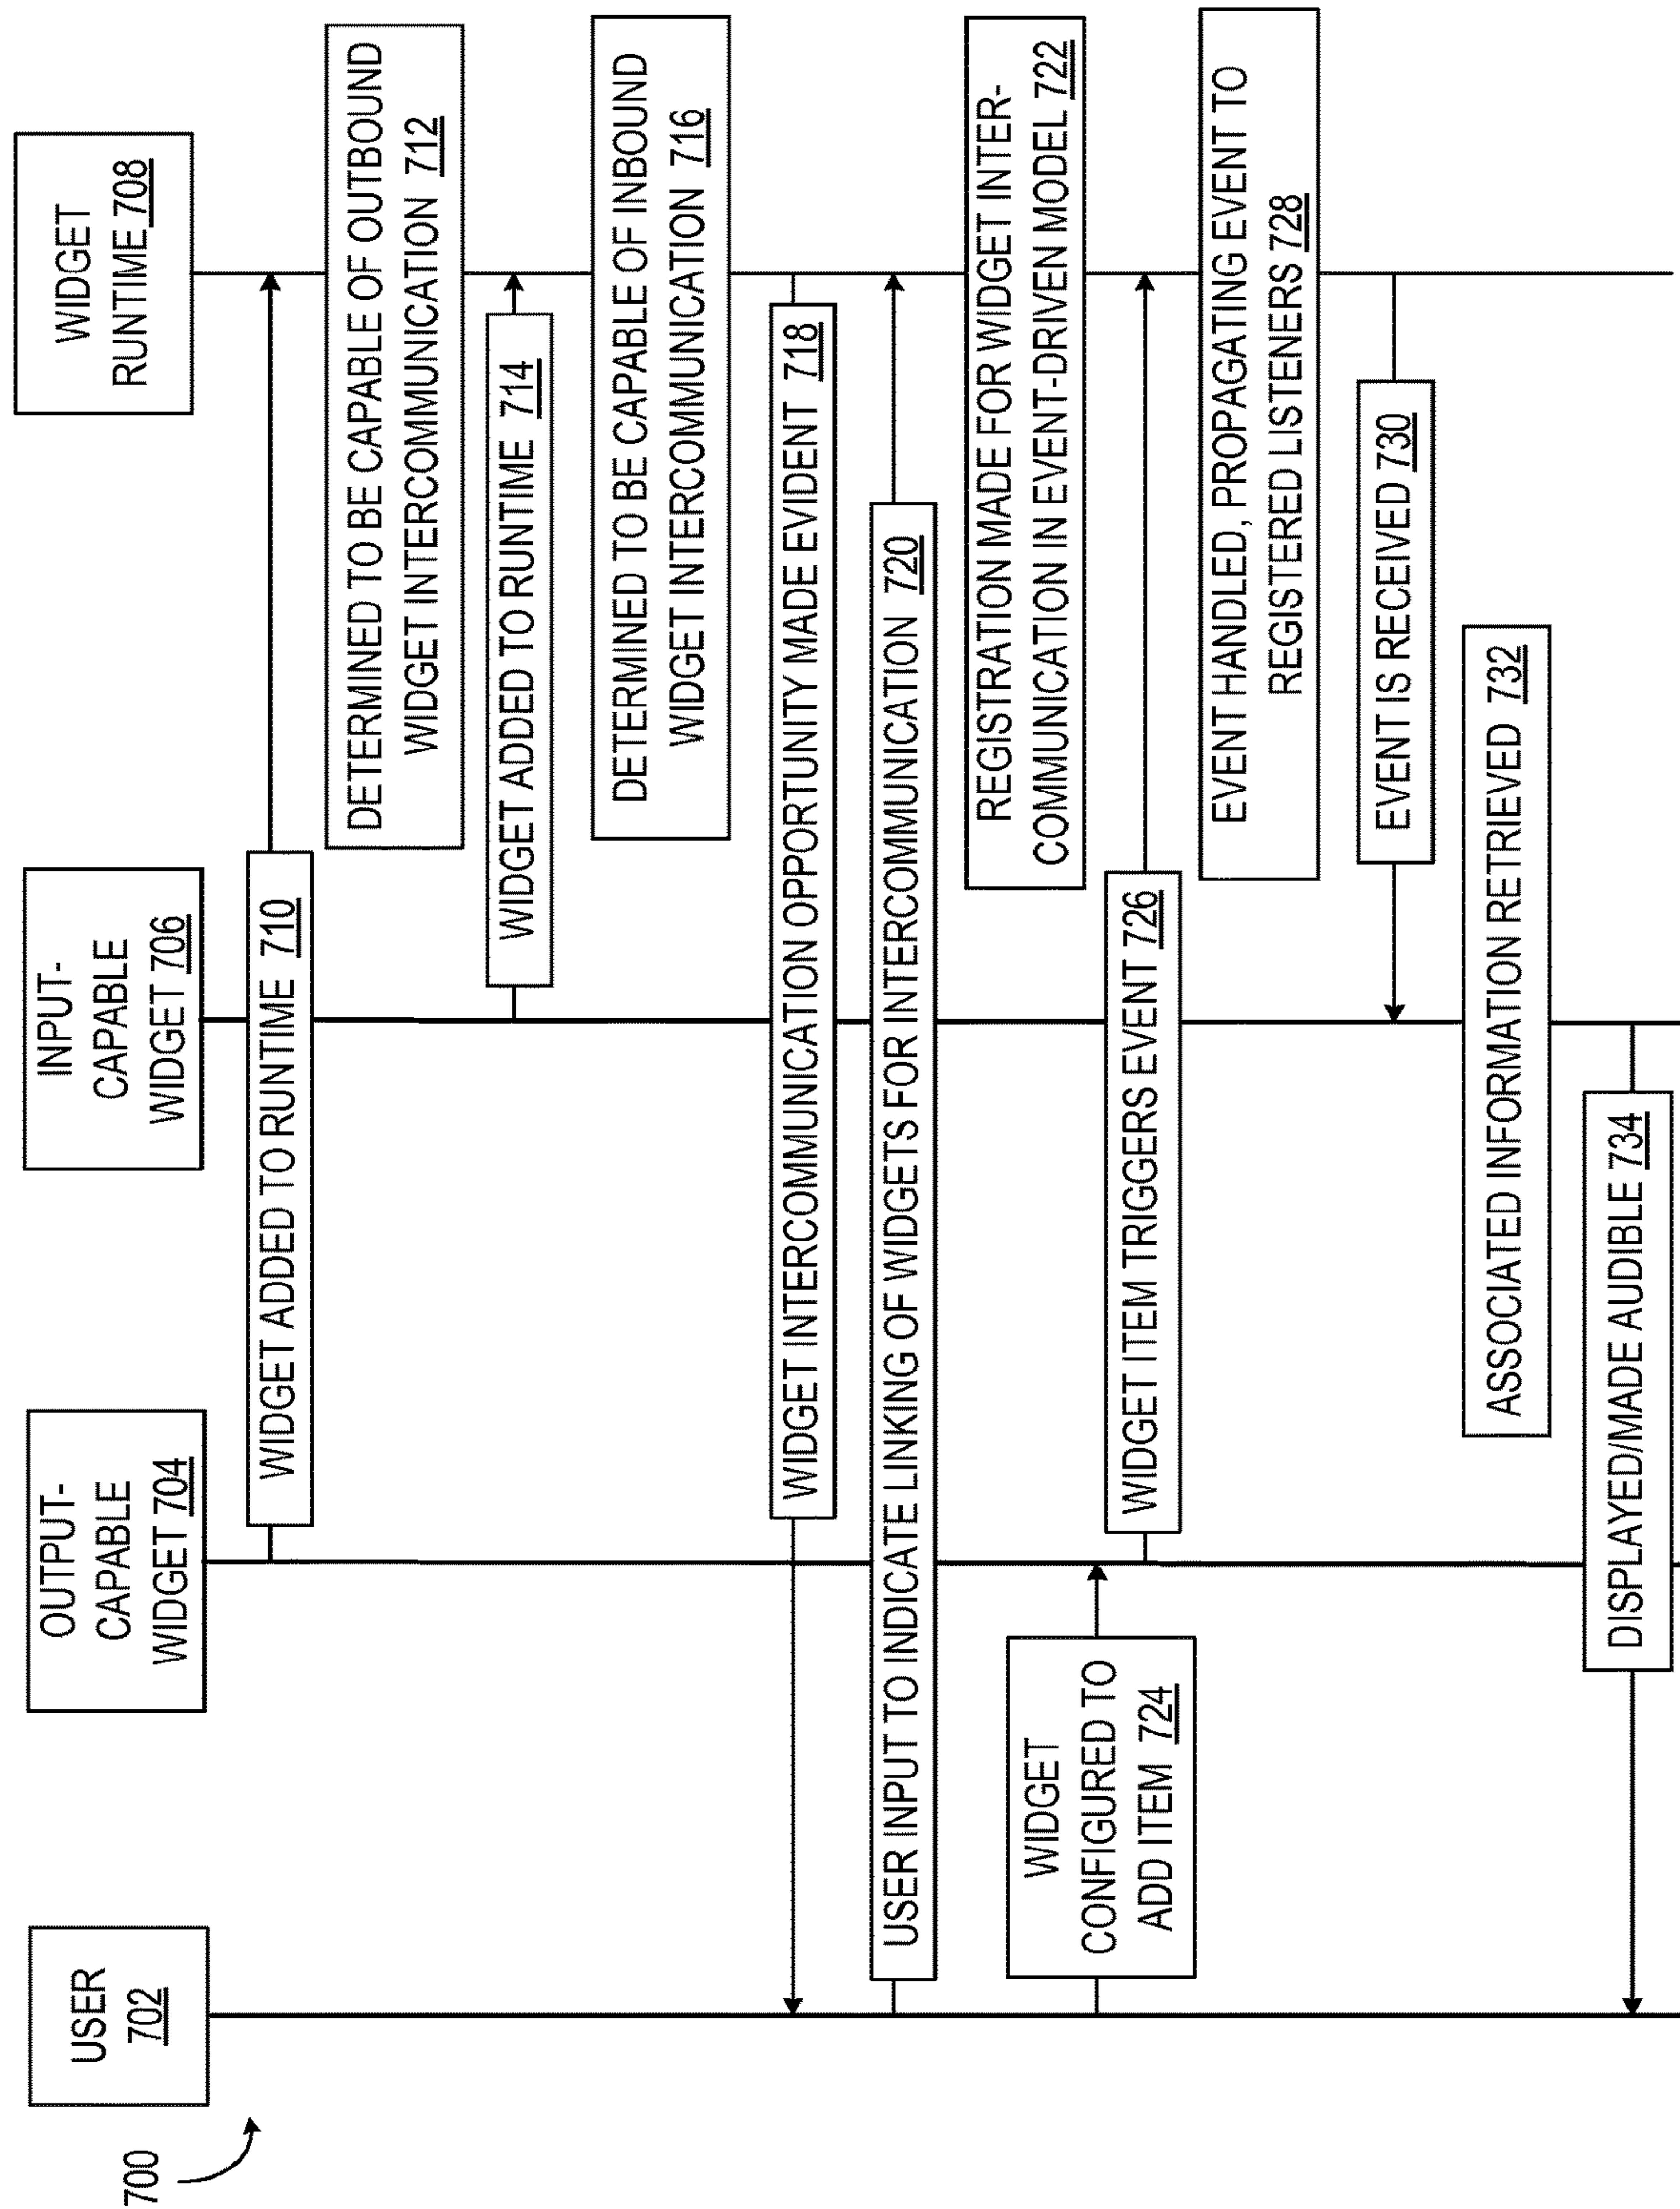 700
USER
702
OUTPUT-
CAPABLE
WIDGET 704
INPUT-
CAPABLE
WIDGET 706
WIDGET
RUNTIME 708
WIDGET ADDED TO RUNTIME 710
DETERMINED TO BE CAPABLE OF OUTBOUND
WIDGET INTERCOMMUNICATION 712
WIDGET ADDED TO RUNTIME 714
DETERMINED TO BE CAPABLE OF INBOUND
WIDGET INTERCOMMUNICATION 716
WIDGET INTERCOMMUNICATION OPPORTUNITY MADE EVIDENT 718
USER INPUT TO INDICATE LINKING OF WIDGETS FOR INTERCOMMUNICATION 720
REGISTRATION MADE FOR WIDGET INTER-
COMMUNICATION IN EVENT-DRIVEN MODEL 722
WIDGET
CONFIGURED TO
ADD ITEM 724
WIDGET ITEM TRIGGERS EVENT 726
EVENT HANDLED, PROPAGATING EVENT TO
REGISTERED LISTENERS 728
EVENT IS RECEIVED 730
ASSOCIATED INFORMATION RETRIEVED 732
DISPLAYED/MADE AUDIBLE 734